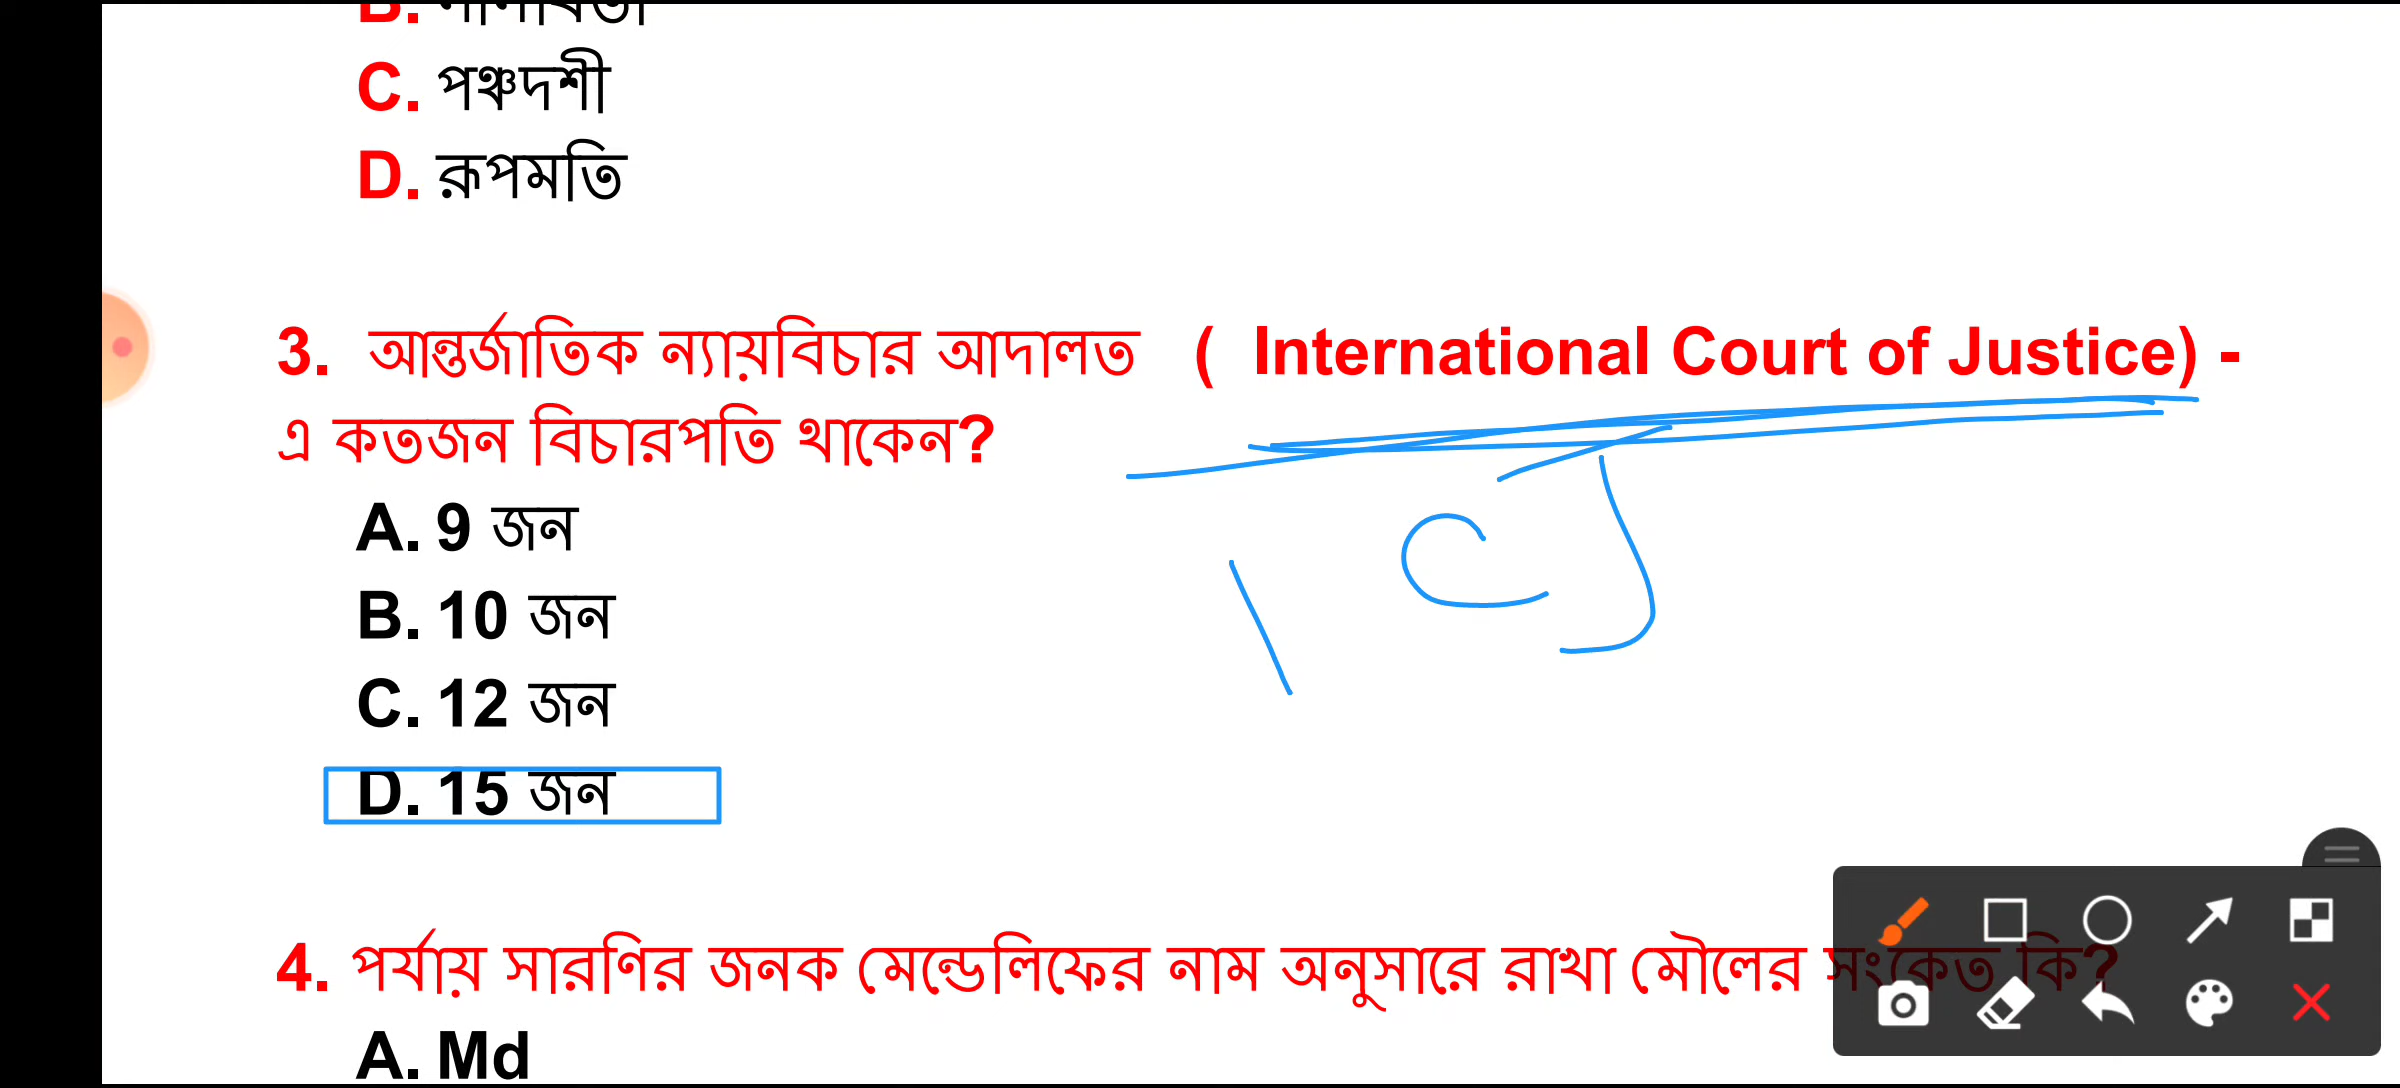 C. পঞ্চদশী
D. রূপমতি
3. আন্তর্জাতিক ন্যায়বিচার আদালত ( International Court of Justice) -
এ কতজন বিচারপতি থাকেন?
A. 9 জন
B. 10 জন
C. 12 জন
D. 15 জন
I C J
4. পর্যায় সারণির জনক মেন্ডেলিফের নাম অনুসারে রাখা মৌলের সংকেত কি?
A. Md